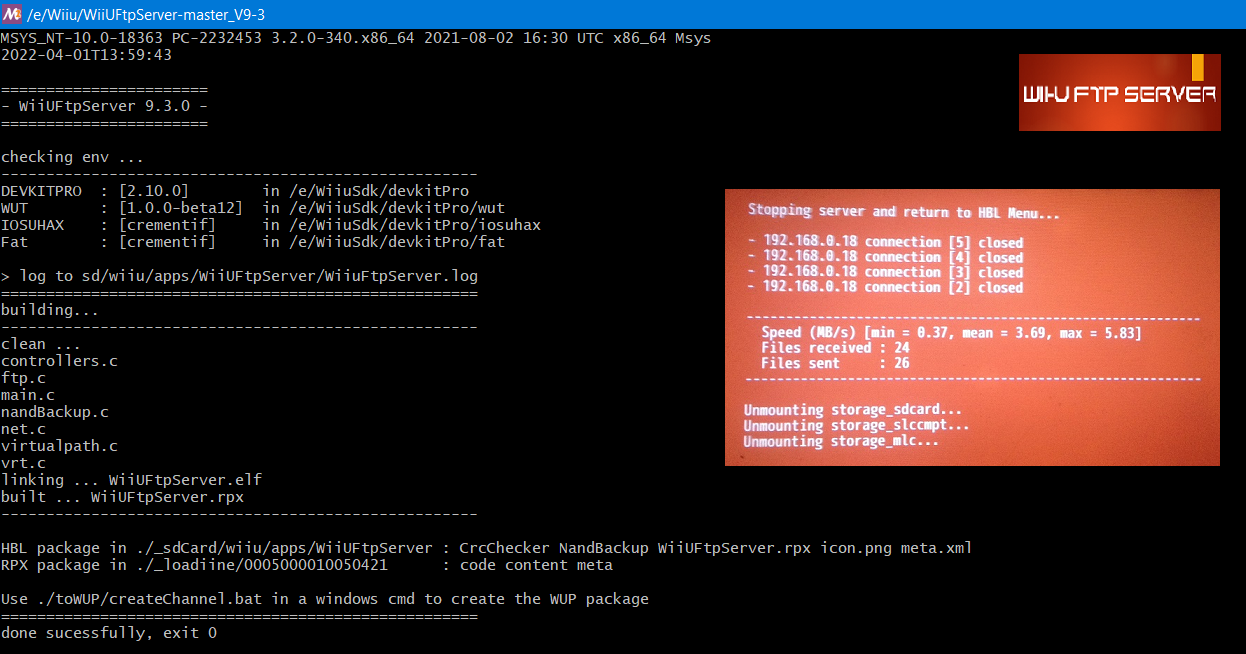 /e/Wiiu/WiiUFtpServer-master_V9-3
MSYS_NT-10.0-18363 PC-2232453 3.2.0-340.x86_64 2021-08-02 16:30 UTC x86_64 Msys
2022-04-01T13:59:43
=======================
- WiiUFtpServer 9.3.0 -
=======================
checking env ...
-----------------------------------------------------
DEVKITPRO  : [2.10.0]        in /e/WiiuSdk/devkitPro
WUT        : [1.0.0-beta12]  in /e/WiiuSdk/devkitPro/wut
IOSUHAX    : [crementif]     in /e/WiiuSdk/devkitPro/iosuhax
Fat        : [crementif]     in /e/WiiuSdk/devkitPro/fat
> log to sd/wiiu/apps/WiiUFtpServer/WiiuFtpServer.log
=====================================================
building...
-----------------------------------------------------
clean ...
controllers.c
ftp.c
main.c
nandBackup.c
net.c
virtualpath.c
vrt.c
linking ... WiiUFtpServer.elf
built ... WiiUFtpServer.rpx
-----------------------------------------------------
HBL package in ./_sdCard/wiiu/apps/WiiUFtpServer : CrcChecker NandBackup WiiUFtpServer.rpx icon.png meta.xml
RPX package in ./_loadiine/0005000010050421      : code content meta
Use ./toWUP/createChannel.bat in a windows cmd to create the WUP package
=====================================================
done sucessfully, exit 0
WII-U FTP SERVER
Stopping server and return to HBL Menu...
- 192.168.0.18 connection [5] closed
- 192.168.0.18 connection [4] closed
- 192.168.0.18 connection [3] closed
- 192.168.0.18 connection [2] closed
------------------------------------------------------------
Speed (MB/s) [min = 0.37, mean = 3.69, max = 5.83]
Files received : 24
Files sent     : 26
------------------------------------------------------------
Unmounting storage_sdcard...
Unmounting storage_slccmpt...
Unmounting storage_mlc...